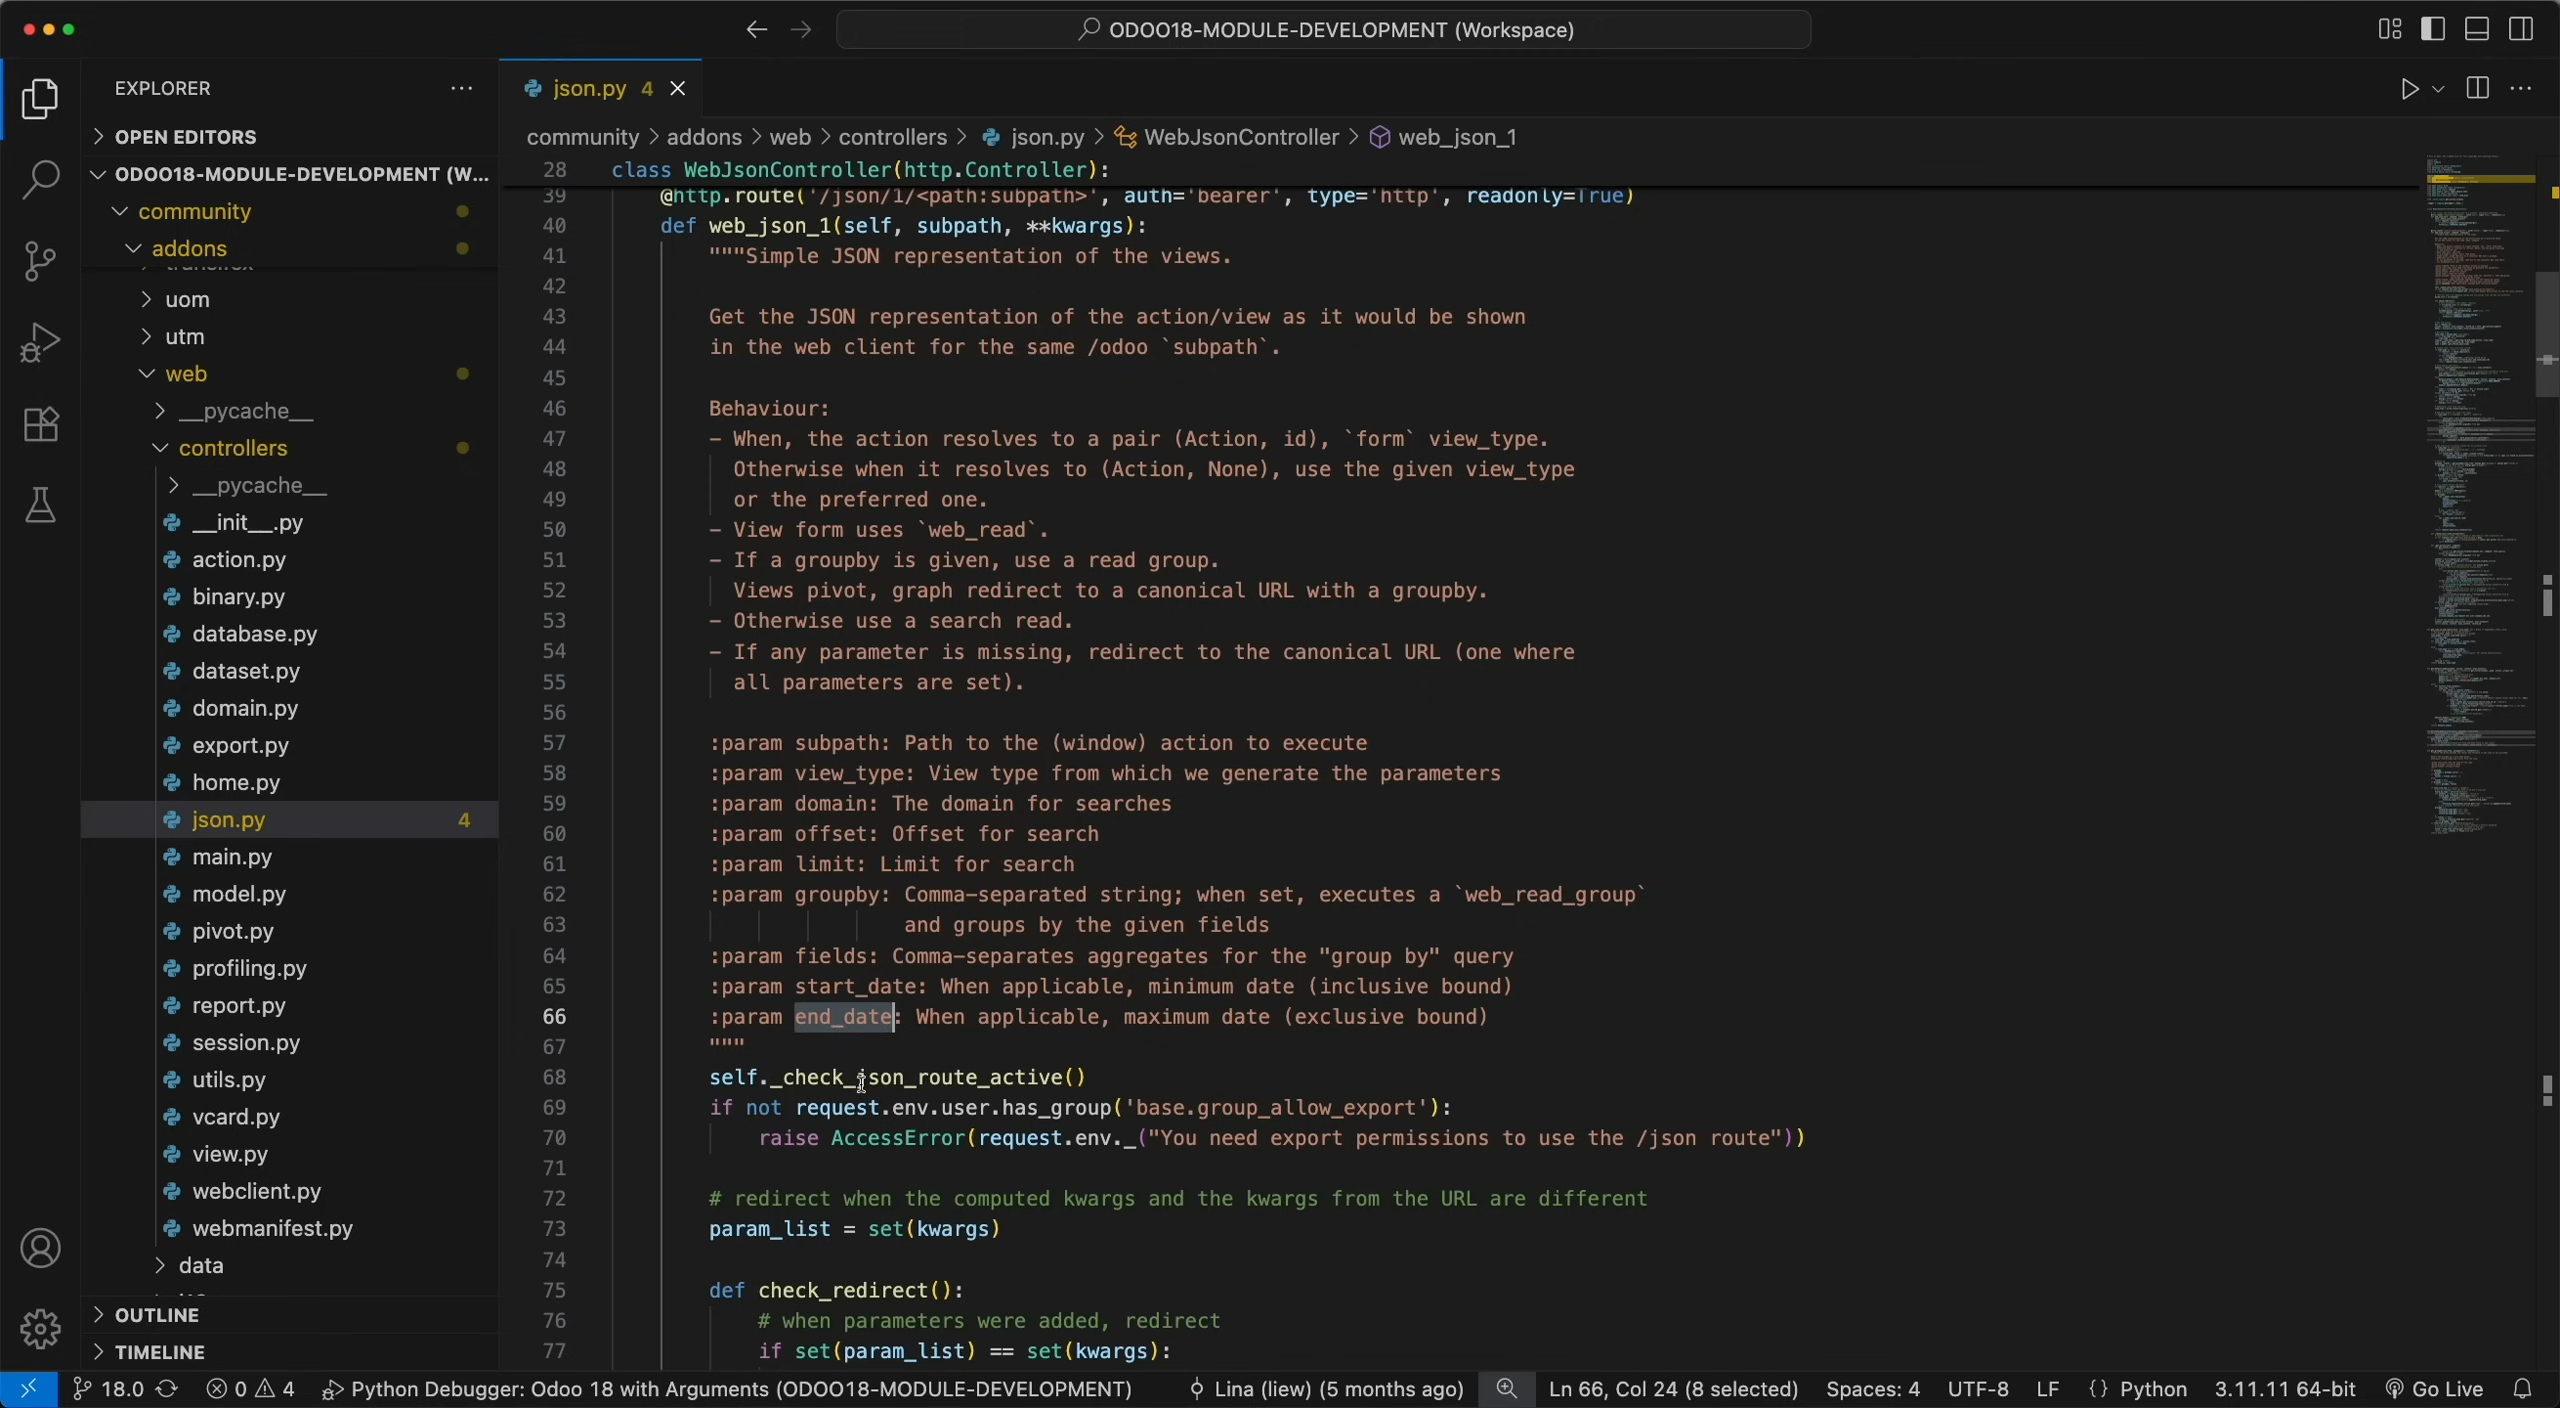 ODOO18-MODULE-DEVELOPMENT (Workspace)
EXPLORER
OPEN EDITORS
ODOO18-MODULE-DEVELOPMENT (W...
community
addons
uom
utm
web
__pycache__
controllers
__pycache__
__init__.py
action.py
binary.py
database.py
dataset.py
domain.py
export.py
home.py
json.py 4
main.py
model.py
pivot.py
profiling.py
report.py
session.py
utils.py
vcard.py
view.py
webclient.py
webmanifest.py
data
OUTLINE
TIMELINE
json.py 4
community > addons > web > controllers > json.py > WebJsonController > web_json_1
28 class WebJsonController(http.Controller):
39 @http.route('/json/1/<path:subpath>', auth='bearer', type='http', readonly=True)
40 def web_json_1(self, subpath, **kwargs):
41 """Simple JSON representation of the views.
42
43 Get the JSON representation of the action/view as it would be shown
44 in the web client for the same /odoo `subpath`.
45
46 Behaviour:
47 - When, the action resolves to a pair (Action, id), `form` view_type.
48 Otherwise when it resolves to (Action, None), use the given view_type
49 or the preferred one.
50 - View form uses `web_read`.
51 - If a groupby is given, use a read group.
52 Views pivot, graph redirect to a canonical URL with a groupby.
53 - Otherwise use a search read.
54 - If any parameter is missing, redirect to the canonical URL (one where
55 all parameters are set).
56
57 :param subpath: Path to the (window) action to execute
58 :param view_type: View type from which we generate the parameters
59 :param domain: The domain for searches
60 :param offset: Offset for search
61 :param limit: Limit for search
62 :param groupby: Comma-separated string; when set, executes a `web_read_group`
63 and groups by the given fields
64 :param fields: Comma-separates aggregates for the "group by" query
65 :param start_date: When applicable, minimum date (inclusive bound)
66 :param end_date: When applicable, maximum date (exclusive bound)
67 """
68 self._check_json_route_active()
69 if not request.env.user.has_group('base.group_allow_export'):
70 raise AccessError(request.env._("You need export permissions to use the /json route"))
71
72 # redirect when the computed kwargs and the kwargs from the URL are different
73 param_list = set(kwargs)
74
75 def check_redirect():
76 # when parameters were added, redirect
77 if set(param_list) == set(kwargs):
18.0 0 4 Python Debugger: Odoo 18 with Arguments (ODOO18-MODULE-DEVELOPMENT) Lina (liew) (5 months ago) Ln 66, Col 24 (8 selected) Spaces: 4 UTF-8 LF {} Python 3.11.11 64-bit Go Live